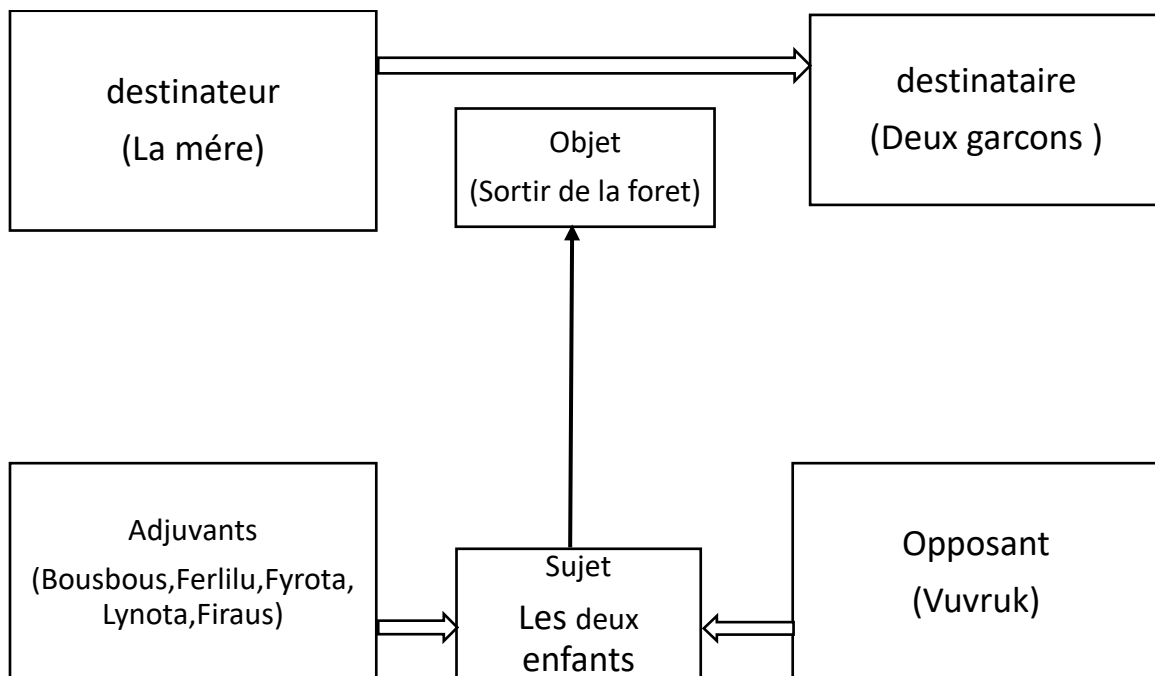 destinateur
(La mére)
destinataire
(Deux garcons )
Objet
(Sortir de la foret)
Adjuvants
(Bousbous,Ferlilu,Fyrota,
Lynota,Firaus)
Sujet
Les deux
enfants
Opposant
(Vuvruk)